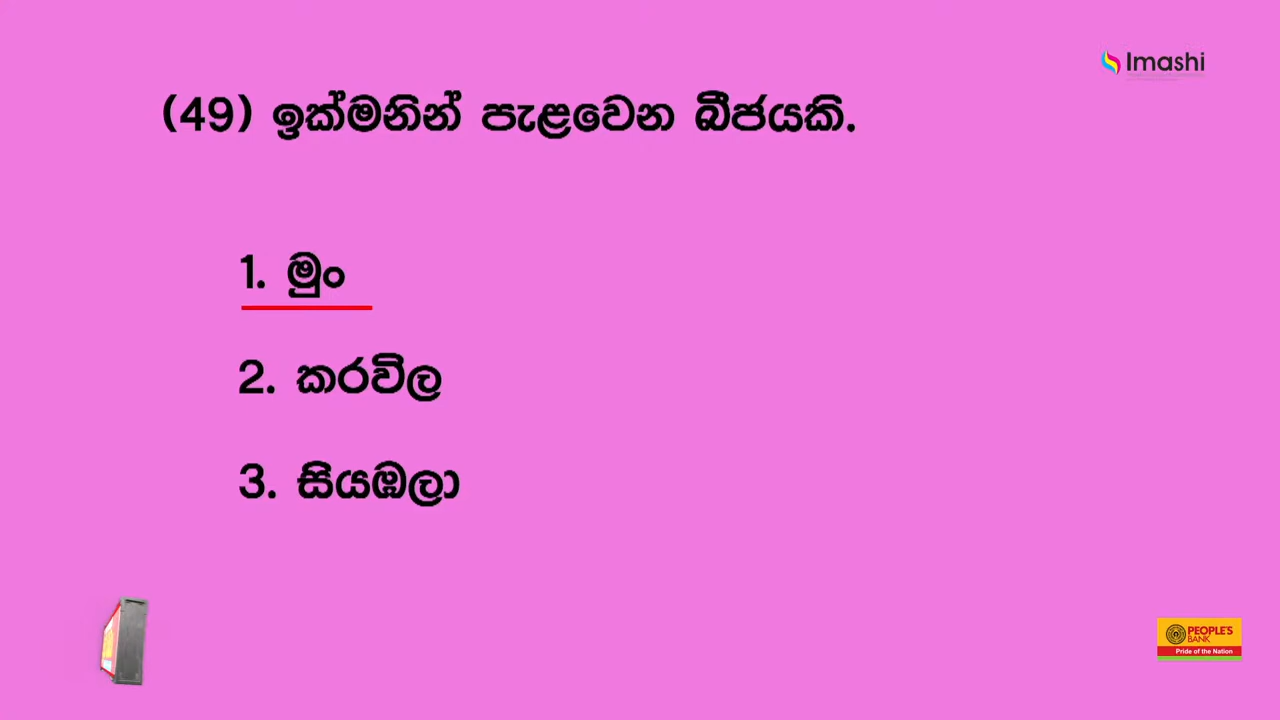 Imashi
(49) ඉක්මනින් පැළවෙන බීජයකි.
1. මුං
2. කරවිල
3. සියඹලා
PEOPLE'S
BANK
Pride of the Nation